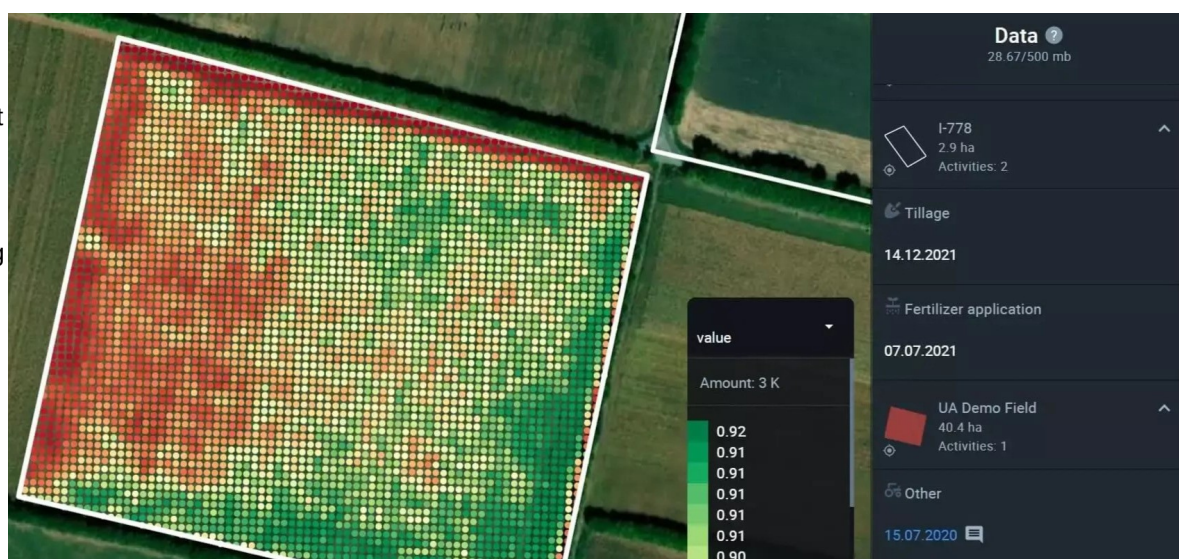 t
g
Data ?
28.67/500 mb
I-778
2.9 ha
Activities: 2
Tillage
14.12.2021
Fertilizer application
07.07.2021
UA Demo Field
40.4 ha
Activities: 1
Other
15.07.2020
value
Amount: 3 K
0.92
0.91
0.91
0.91
0.91
0.91
0.90